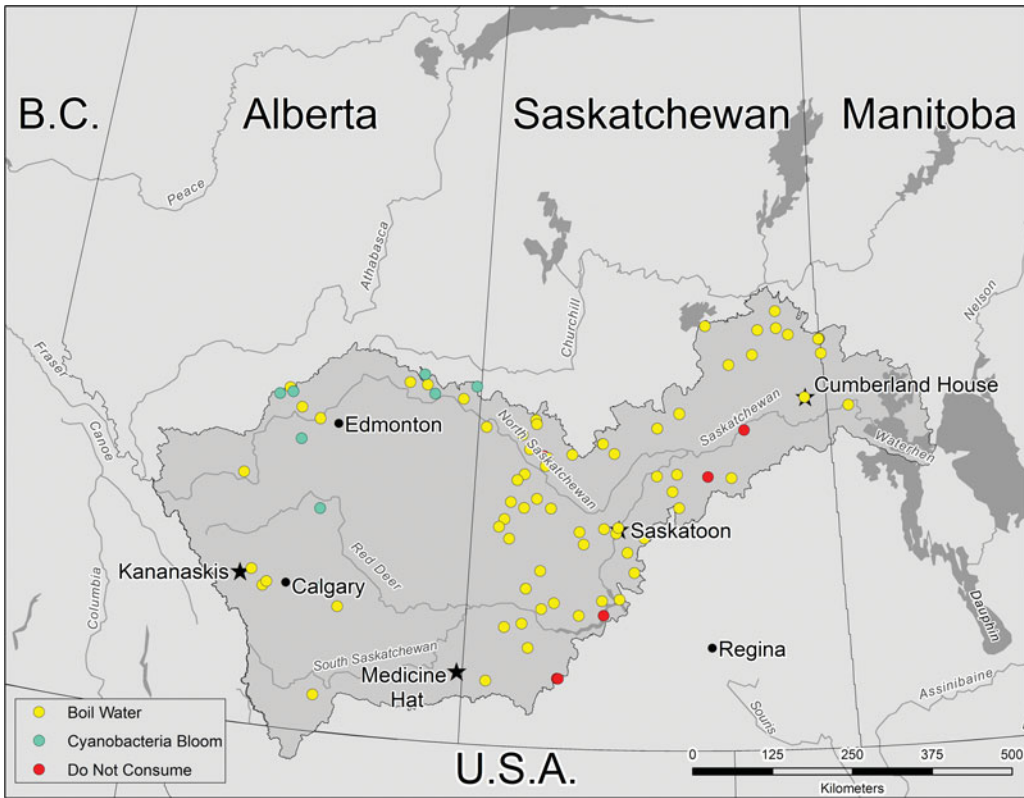 B.C.
Alberta
Saskatchewan
Manitoba
Peace
Athabasca
Churchill
Nelson
Fraser
Canoe
Cumberland House
Edmonton
North Saskatchewan
Saskatchewan
Waterhen
Saskatoon
Kananaskis
Calgary
Red Deer
Columbia
Dauphin
South Saskatchewan
Medicine
Hat
Regina
Assinibaine
Souris
Boil Water
Cyanobacteria Bloom
Do Not Consume
U.S.A.
0 125 250 375 500
Kilometers